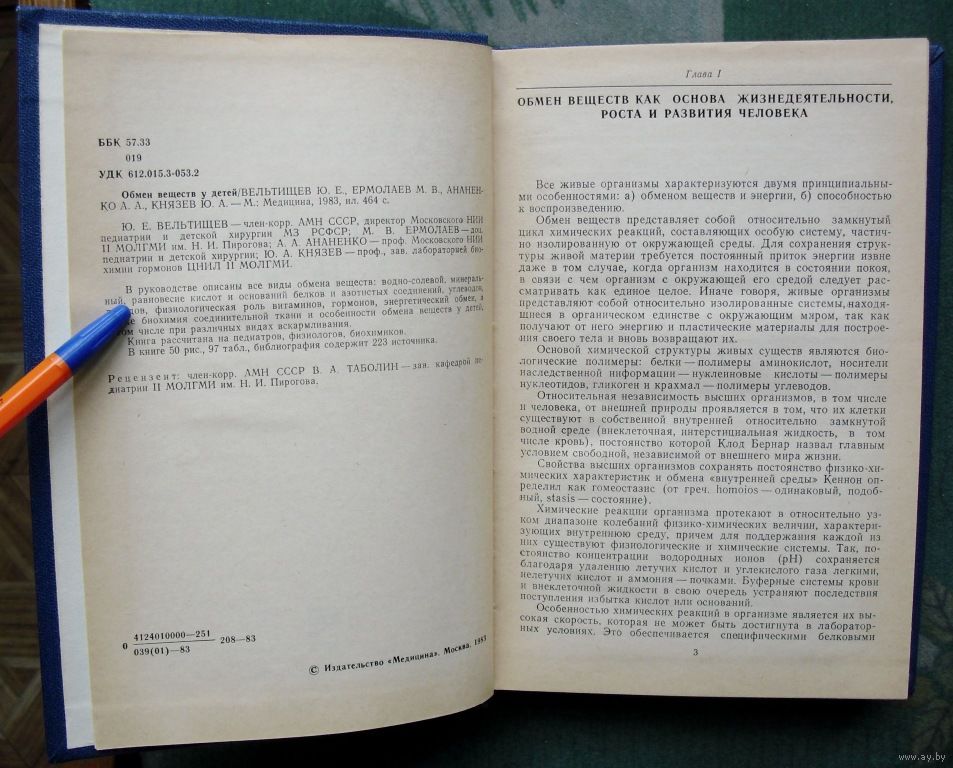 ББК 57.33
019
УДК 612.015.3-053.2
Обмен веществ у детей/ВЕЛЬТИЩЕВ Ю. Е., ЕРМОЛАЕВ М. В., АНАНЕН-
КО А. А., КНЯЗЕВ Ю. А. — М.: Медицина, 1983, ил. 464 с.
Ю. Е. ВЕЛЬТИЩЕВ — член-корр. АМН СССР, директор Московского НИИ
педиатрии и детской хирургии МЗ РСФСР; М. В. ЕРМОЛАЕВ — доц.
II МОЛГМИ им. Н. И. Пирогова; А. А. АНАНЕНКО — проф. Московского НИИ
педиатрии и детской хирургии; Ю. А. КНЯЗЕВ — проф., зав. лабораторией био-
химии гормонов ЦНИЛ II МОЛГМИ.
В руководстве описаны все виды обмена веществ: водно-солевой, минераль-
ный, равновесие кислот и оснований белков и азотистых соединений, углеводов,
физиологическая роль витаминов, гормонов, энергетический обмен, а
биохимия соединительной ткани и особенности обмена веществ у детей,
том числе при различных видах вскармливания.
Книга рассчитана на педиатров, физиологов, биохимиков.
В книге 50 рис., 97 табл., библиография содержит 223 источника.
Рецензент: член-корр. АМН СССР В. А. ТАБОЛИН — зав. кафедрой пе-
диатрии II МОЛГМИ им. Н. И. Пирогова.
4124010000—251
О 208—83
039(01)—83
© Издательство «Медицина». Москва. 1983
Глава I
ОБМЕН ВЕЩЕСТВ КАК ОСНОВА ЖИЗНЕДЕЯТЕЛЬНОСТИ,
РОСТА И РАЗВИТИЯ ЧЕЛОВЕКА
Все живые организмы характеризуются двумя принципиальны-
ми особенностями: а) обменом веществ и энергии, б) способностью
к воспроизведению.
Обмен веществ представляет собой относительно замкнутый
цикл химических реакций, составляющих особую систему, частич-
но изолированную от окружающей среды. Для сохранения струк-
туры живой материи требуется постоянный приток энергии извне
даже в том случае, когда организм находится в состоянии покоя,
в связи с чем организм с окружающей его средой следует рас-
сматривать как единое целое. Иначе говоря, живые организмы
представляют собой относительно изолированные системы, находя-
щиеся в органическом единстве с окружающим миром, так как
получают от него энергию и пластические материалы для построе-
ния своего тела и вновь возвращают их.
Основой химической структуры живых существ являются био-
логические полимеры: белки — полимеры аминокислот, носители
наследственной информации — нуклеиновые кислоты — полимеры
нуклеотидов, гликоген и крахмал — полимеры углеводов.
Относительная независимость высших организмов, в том числе
и человека, от внешней природы проявляется в том, что их клетки
существуют в собственной внутренней относительно замкнутой
водной среде (внеклеточная, интерстициальная жидкость, в том
числе кровь), постоянство которой Клод Бернар назвал главным
условием свободной, независимой от внешнего мира жизни.
Свойства высших организмов сохранять постоянство физико-хи-
мических характеристик и обмена «внутренней среды» Кеннон оп-
ределил как гомеостазис (от греч. homoios — одинаковый, подоб-
ный, stasis — состояние).
Химические реакции организма протекают в относительно уз-
ком диапазоне колебаний физико-химических величин, характери-
зующих внутреннюю среду, причем для поддержания каждой из
них существуют физиологические и химические системы. Так, по-
стоянство концентрации водородных ионов (pH) сохраняется
благодаря удалению летучих кислот и углекислого газа легкими,
нелетучих кислот и аммония — почками. Буферные системы крови
и внеклеточной жидкости в свою очередь устраняют последствия
поступления избытка кислот или оснований.
Особенностью химических реакций в организме является их вы-
сокая скорость, которая не может быть достигнута в лаборатор-
ных условиях. Это обеспечивается специфическими белковыми
3
www.ay.by